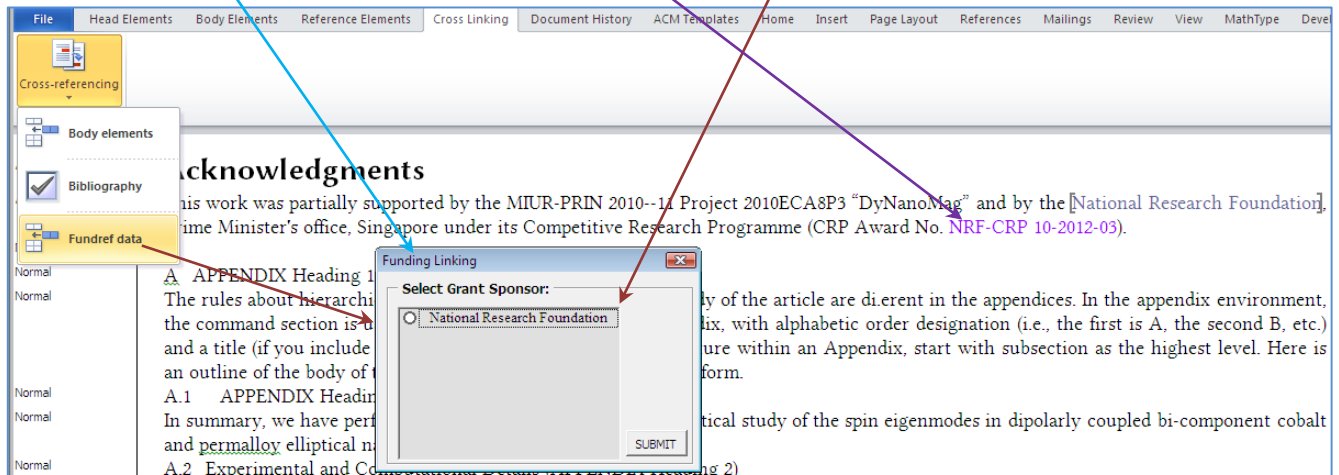 File Head Elements Body Elements Reference Elements Cross Linking Document History ACM Templates Home Insert Page Layout References Mailings Review View MathType Devel
Cross-referencing
Body elements
Bibliography
Fundref data
cknowledgments
his work was partially supported by the MIUR-PRIN 2010--11 Project 2010ECA8P3 “DyNanoMag” and by the [National Research Foundation],
rime Minister's office, Singapore under its Competitive Research Programme (CRP Award No. NRF-CRP 10-2012-03).
Normal A APPENDIX Heading 1
Normal The rules about hierarchi dy of the article are di.erent in the appendices. In the appendix environment,
the command section is u dix, with alphabetic order designation (i.e., the first is A, the second B, etc.)
and a title (if you include ure within an Appendix, start with subsection as the highest level. Here is
an outline of the body of t form.
Normal A.1 APPENDIX Headin
Normal In summary, we have perf tical study of the spin eigenmodes in dipolarly coupled bi-component cobalt
and permalloy elliptical na
Normal A.2 Experimental and Computational Details (APPENDIX Heading 2)
Funding Linking
Select Grant Sponsor:
National Research Foundation
SUBMIT